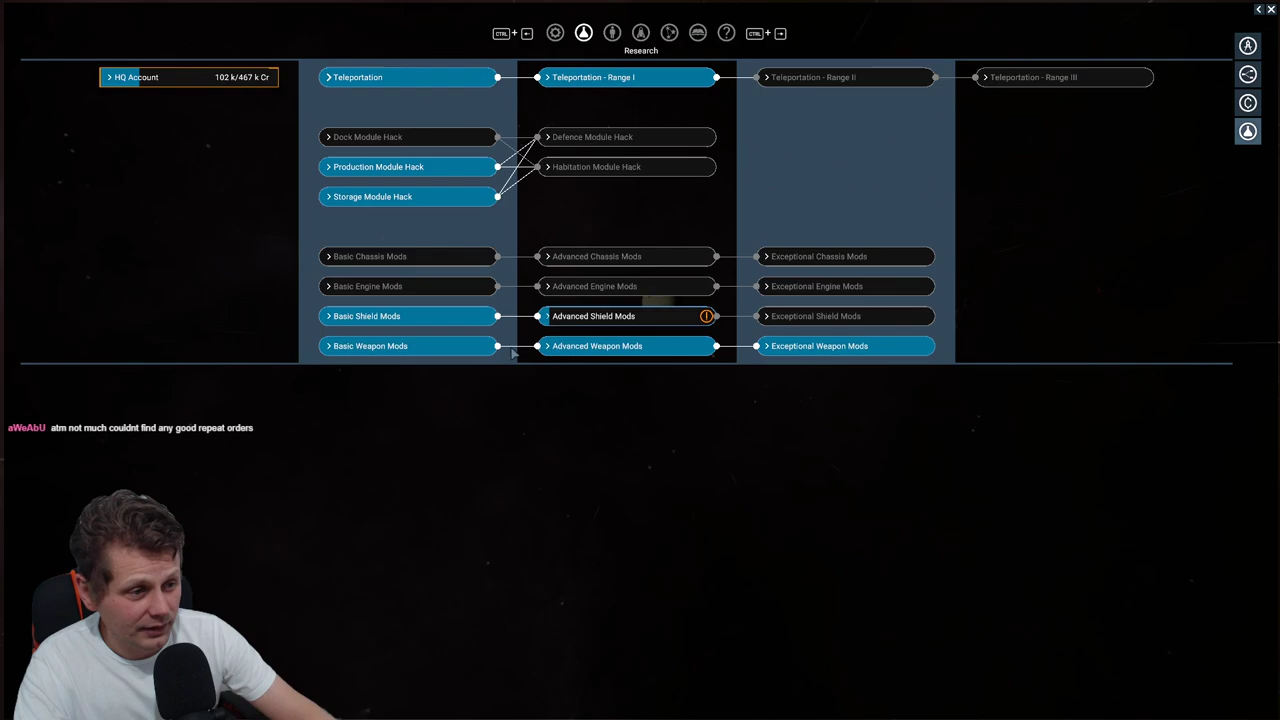 CTRL + ← ? CTRL + →
Research
HQ Account 102 k/467 k Cr
Teleportation Teleportation - Range I Teleportation - Range II Teleportation - Range III
Dock Module Hack Defence Module Hack
Production Module Hack Habitation Module Hack
Storage Module Hack
Basic Chassis Mods Advanced Chassis Mods Exceptional Chassis Mods
Basic Engine Mods Advanced Engine Mods Exceptional Engine Mods
Basic Shield Mods Advanced Shield Mods Exceptional Shield Mods
Basic Weapon Mods Advanced Weapon Mods Exceptional Weapon Mods
aWeAbU atm not much couldnt find any good repeat orders